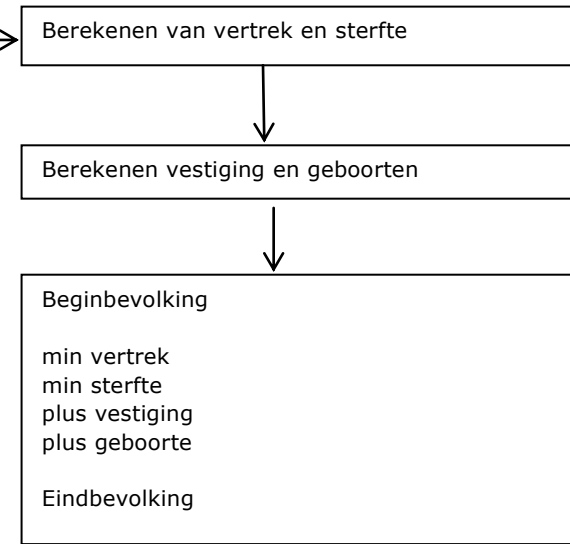 Berekenen van vertrek en sterfte
Berekenen vestiging en geboorten
Beginbevolking
min vertrek
min sterfte
plus vestiging
plus geboorte
Eindbevolking